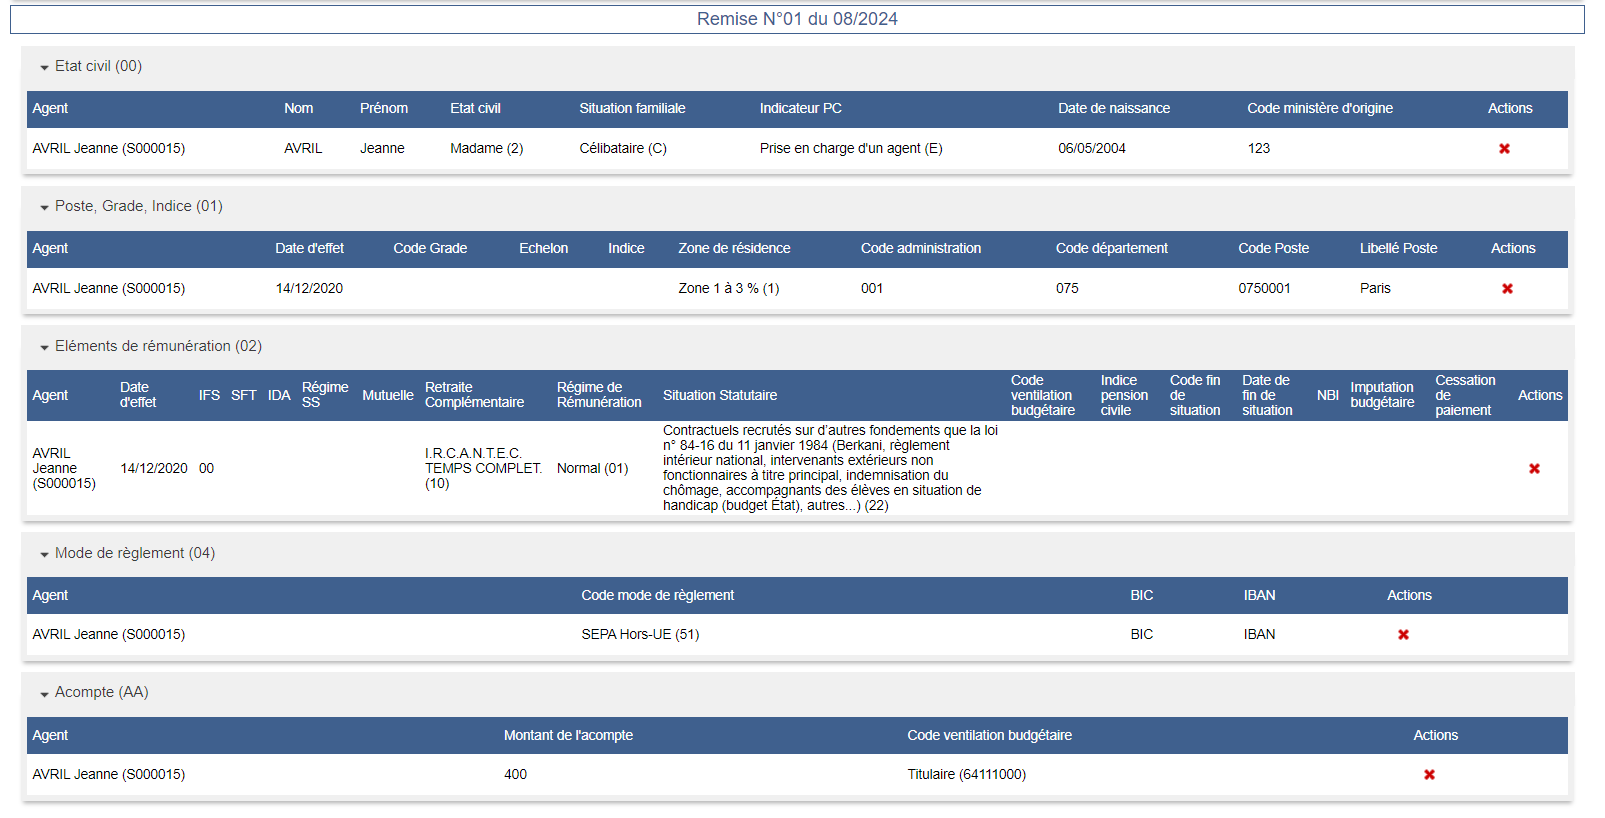 Remise N°01 du 08/2024
Etat civil (00)
Agent Nom Prénom Etat civil Situation familiale Indicateur PC Date de naissance Code ministère d'origine Actions
AVRIL Jeanne (S000015) AVRIL Jeanne Madame (2) Célibataire (C) Prise en charge d'un agent (E) 06/05/2004 123
Poste, Grade, Indice (01)
Agent Date d'effet Code Grade Echelon Indice Zone de résidence Code administration Code département Code Poste Libellé Poste Actions
AVRIL Jeanne (S000015) 14/12/2020 Zone 1 à 3 % (1) 001 075 0750001 Paris
Eléments de rémunération (02)
Agent
Date
d'effet
IFS SFT IDA
Régime
SS
Mutuelle
Retraite
Complémentaire
Régime de
Rémunération
Situation Statutaire
Code
ventilation
budgétaire
Indice
pension
civile
Code fin
de
situation
Date de
fin de
situation
NBI
Imputation
budgétaire
Cessation
de
paiement
Actions
AVRIL
Jeanne
(S000015)
14/12/2020 00
I.R.C.A.N.T.E.C.
TEMPS COMPLET.
(10)
Normal (01)
Contractuels recrutés sur d'autres fondements que la loi
n° 84-16 du 11 janvier 1984 (Berkani, règlement
intérieur national, intervenants extérieurs non
fonctionnaires à titre principal, indemnisation du
chômage, accompagnants des élèves en situation de
handicap (budget État), autres...) (22)
Mode de règlement (04)
Agent Code mode de règlement BIC IBAN Actions
AVRIL Jeanne (S000015) SEPA Hors-UE (51) BIC IBAN
Acompte (AA)
Agent Montant de l'acompte Code ventilation budgétaire Actions
AVRIL Jeanne (S000015) 400 Titulaire (64111000)